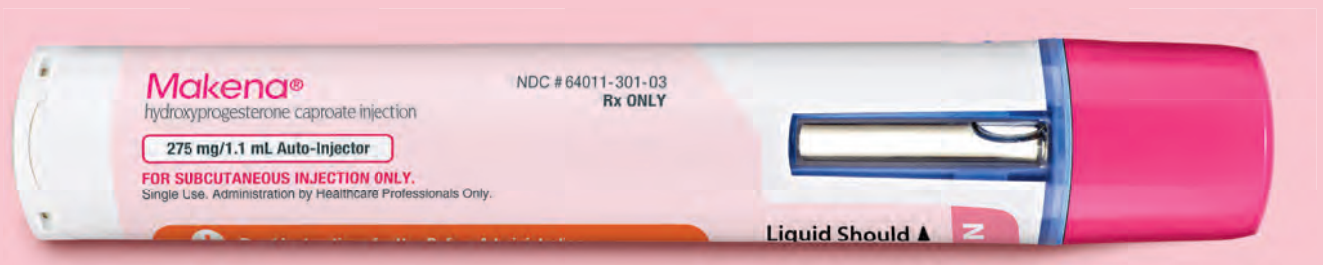 Makena®
hydroxyprogesterone caproate injection
NDC # 64011-301-03
Rx ONLY
275 mg/1.1 mL Auto-Injector
FOR SUBCUTANEOUS INJECTION ONLY.
Single Use. Administration by Healthcare Professionals Only.
Liquid Should ▲
N